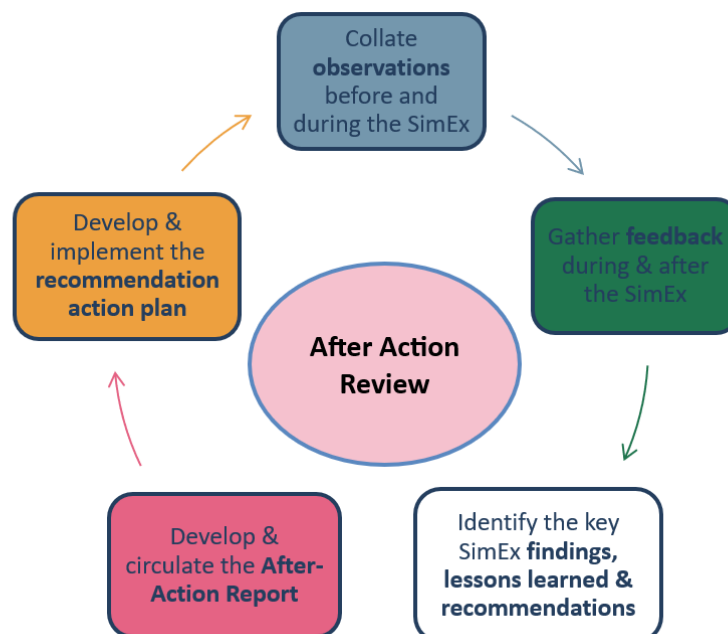 Collate
observations
before and
during the SimEx
Gather feedback
during & after
the SimEx
Identify the key
SimEx findings,
lessons learned &
recommendations
Develop &
circulate the After-
Action Report
Develop &
implement the
recommendation
action plan
After Action
Review